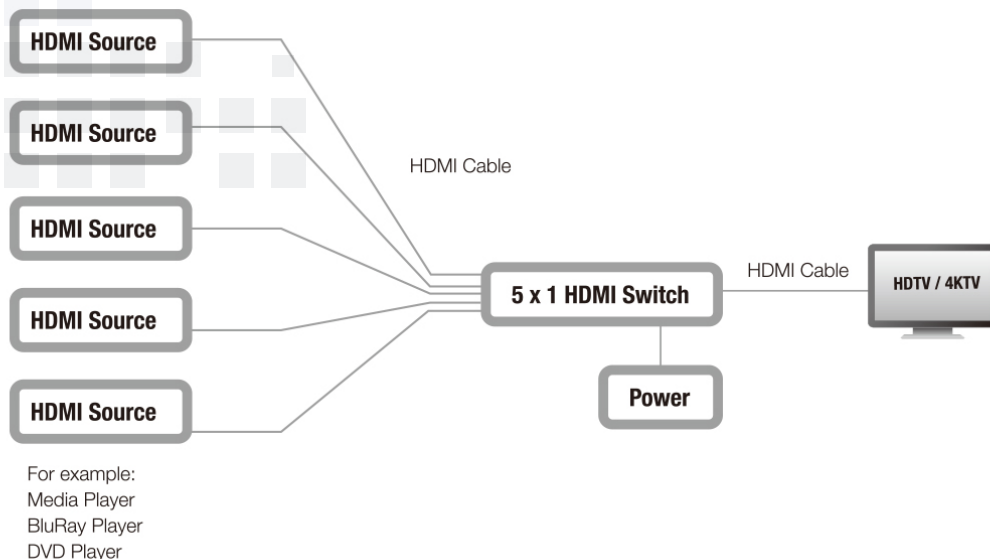 HDMI Source
HDMI Source
HDMI Cable
HDMI Source
HDMI Source
HDMI Source
5 x 1 HDMI Switch
HDMI Cable
HDTV / 4KTV
Power
For example:
Media Player
BluRay Player
DVD Player